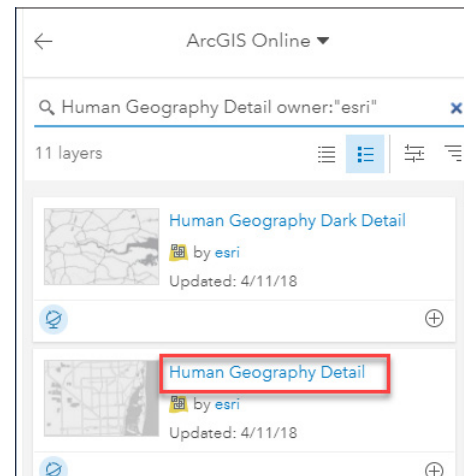 ArcGIS Online
Human Geography Detail owner:"esri"
11 layers
Human Geography Dark Detail
by esri
Updated: 4/11/18
Human Geography Detail
by esri
Updated: 4/11/18